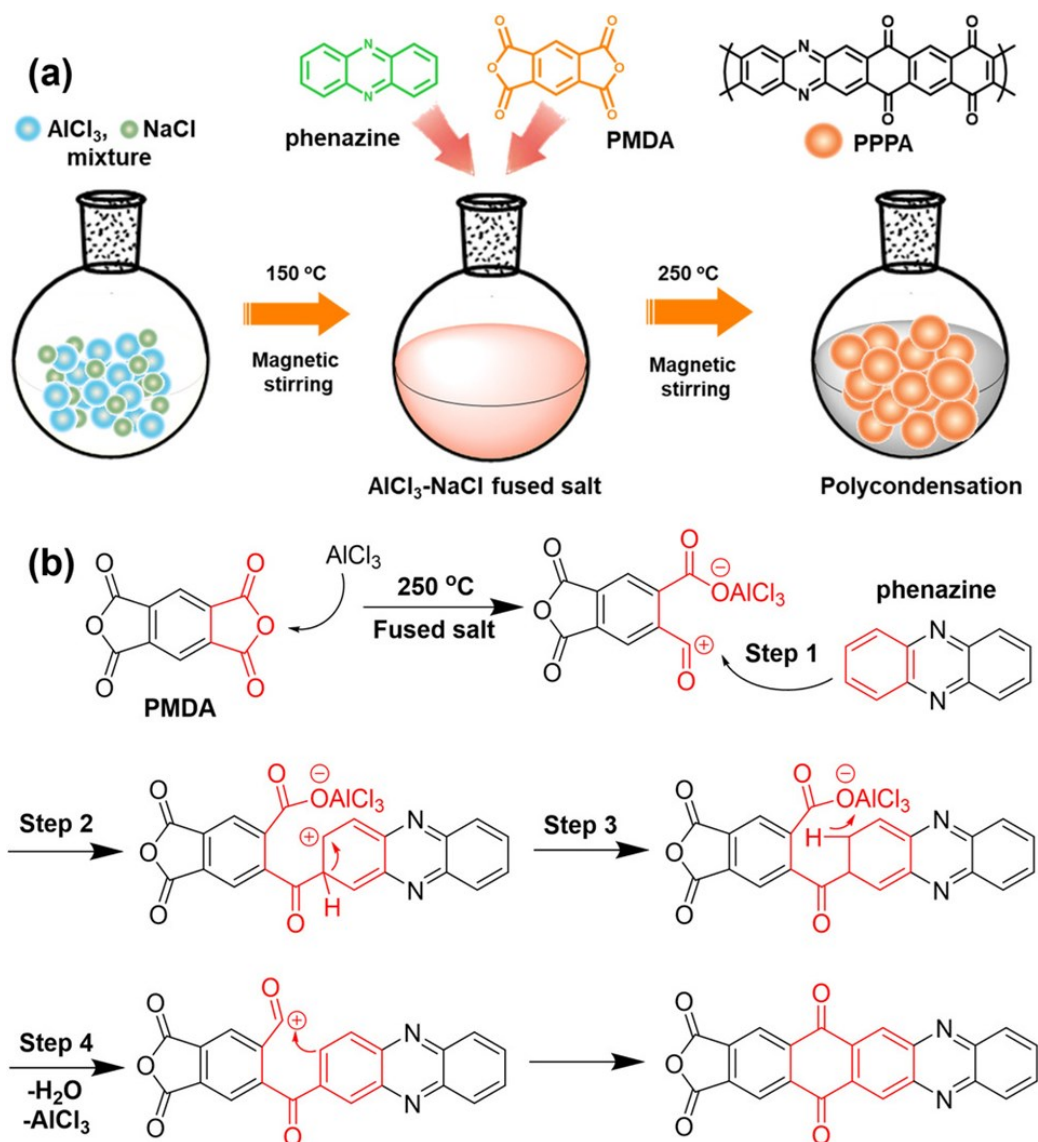 (a)
AlCl₃, NaCl
mixture
N
N
phenazine
O O
O O
O O
PMDA
N O O
N O O
PPPA
150 °C
Magnetic
stirring
250 °C
Magnetic
stirring
AlCl₃-NaCl fused salt
Polycondensation
(b)
O O
O O
O O
PMDA
AlCl₃
250 °C
Fused salt
O O ⊖
O OAlCl₃
O ⊕
O
Step 1
phenazine
N
N
Step 2
O O ⊖
O OAlCl₃
O ⊕
O H
N
N
Step 3
O O ⊖
O OAlCl₃
O H
O
N
N
Step 4
-H₂O
-AlCl₃
O O
O ⊕
O O
N
N
O O
O
O O
N
N